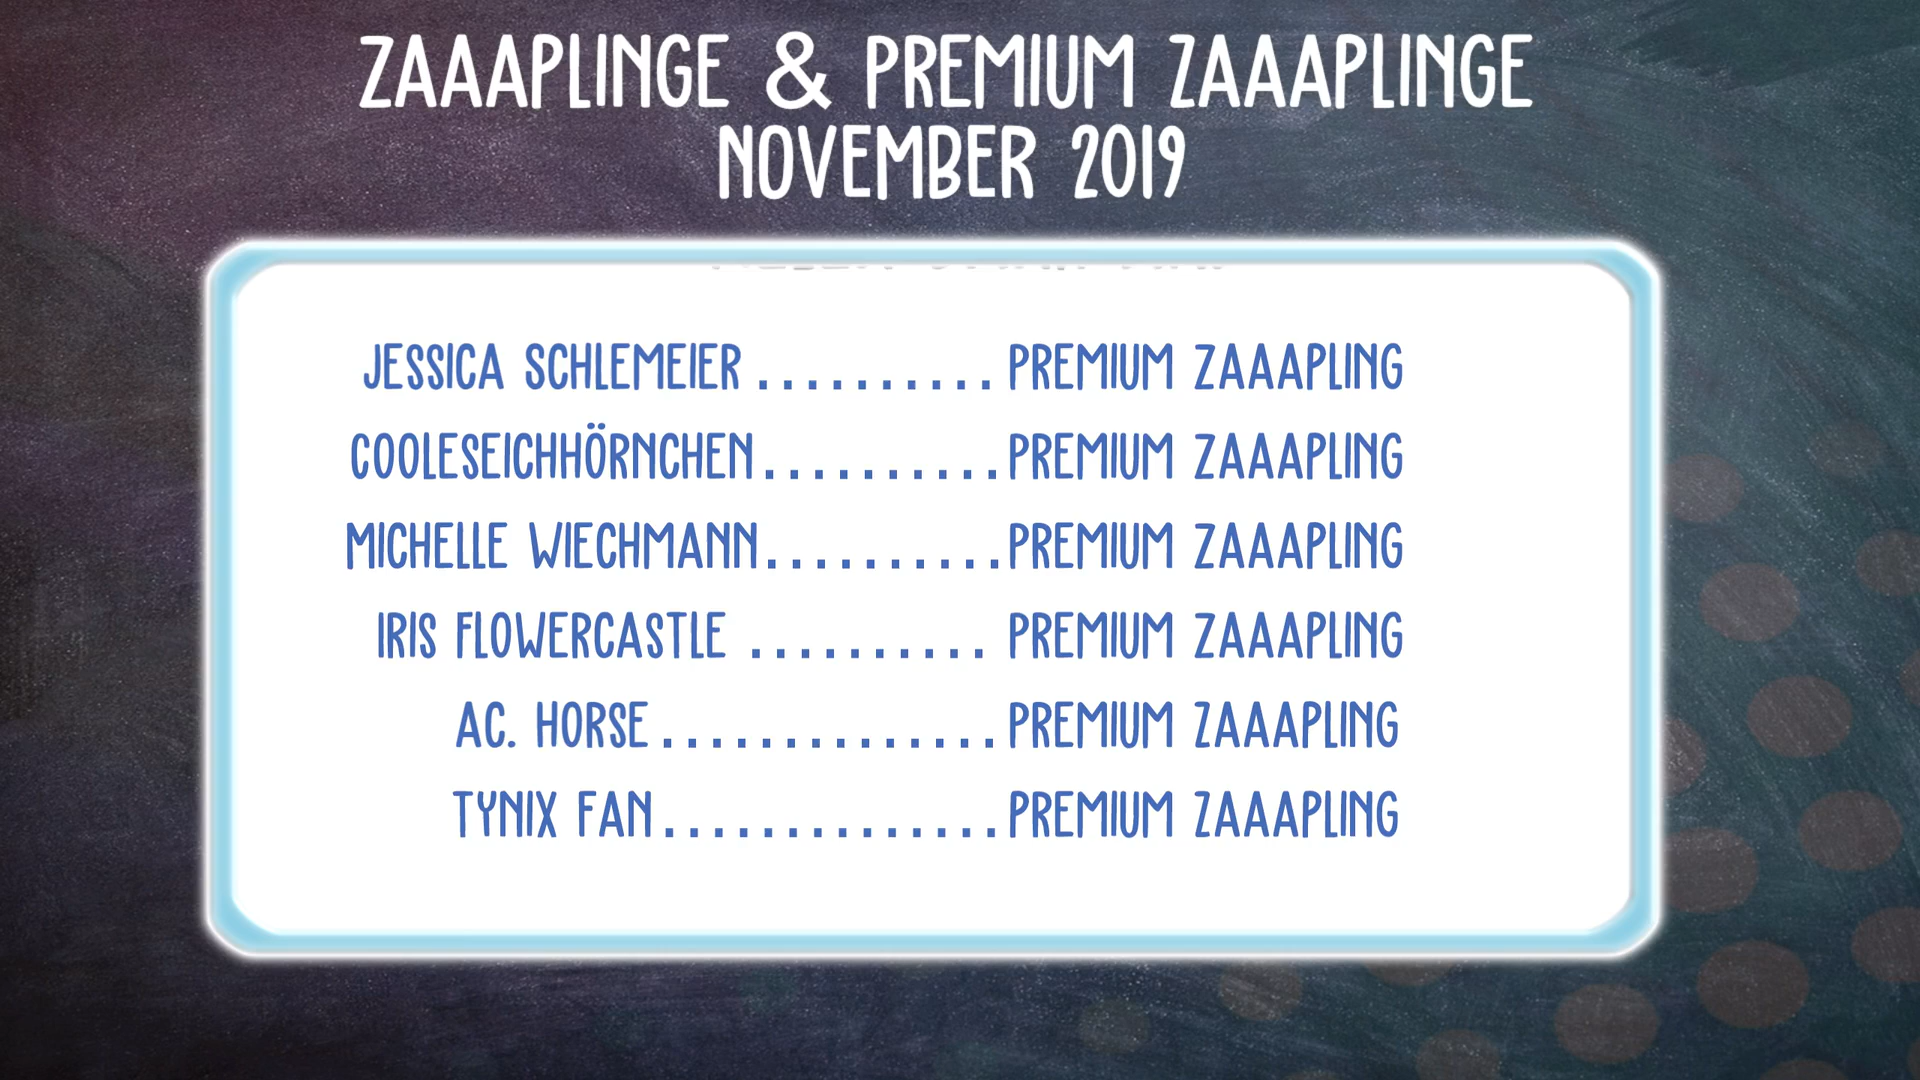 ZAAAPLINGE & PREMIUM ZAAAPLINGE
NOVEMBER 2019
JESSICA SCHLEMEIER .......... PREMIUM ZAAAPLING
COOLESEICHHÖRNCHEN..........PREMIUM ZAAAPLING
MICHELLE WIECHMANN..........PREMIUM ZAAAPLING
IRIS FLOWERCASTLE .......... PREMIUM ZAAAPLING
AC. HORSE ..............PREMIUM ZAAAPLING
TYNIX FAN ..............PREMIUM ZAAAPLING